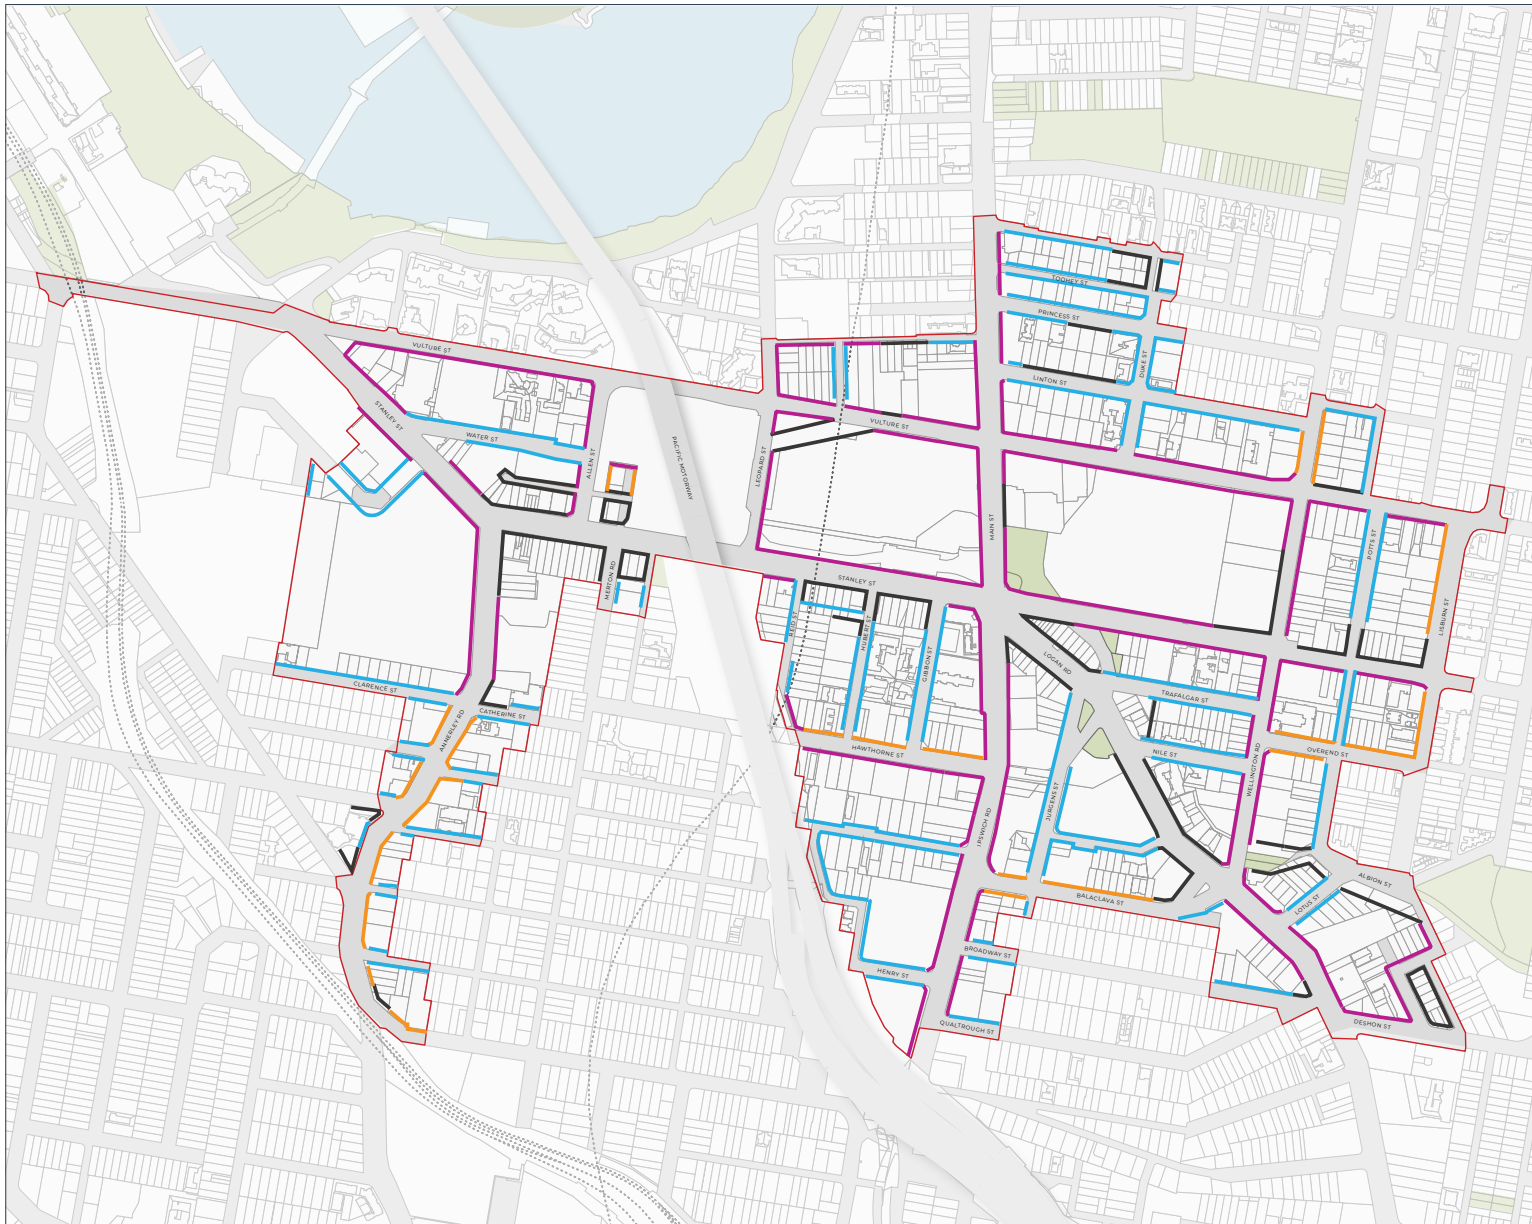 TOOHEY ST
PRINCESS ST
VULTURE ST
DUKE ST
LINTON ST
STANLEY ST
VULTURE ST
WATER ST
ALLEN ST
PACIFIC MOTORWAY
LEOPARD ST
MAIN ST
POTTS ST
STANLEY ST
MERTON RD
REID ST
HUBERT ST
LISBURN ST
GIBBON ST
LOGAN RD
CLARENCE ST
TRAFALGAR ST
CATHERINE ST
ANNERLEY RD
HAWTHORNE ST
NILE ST
OVEREND ST
WELLINGTON RD
JURGENS ST
IPSWICH RD
ALBION ST
BALACLAVA ST
LOTUS ST
BROADWAY ST
HENRY ST
QUALTROUGH ST
DESHON ST